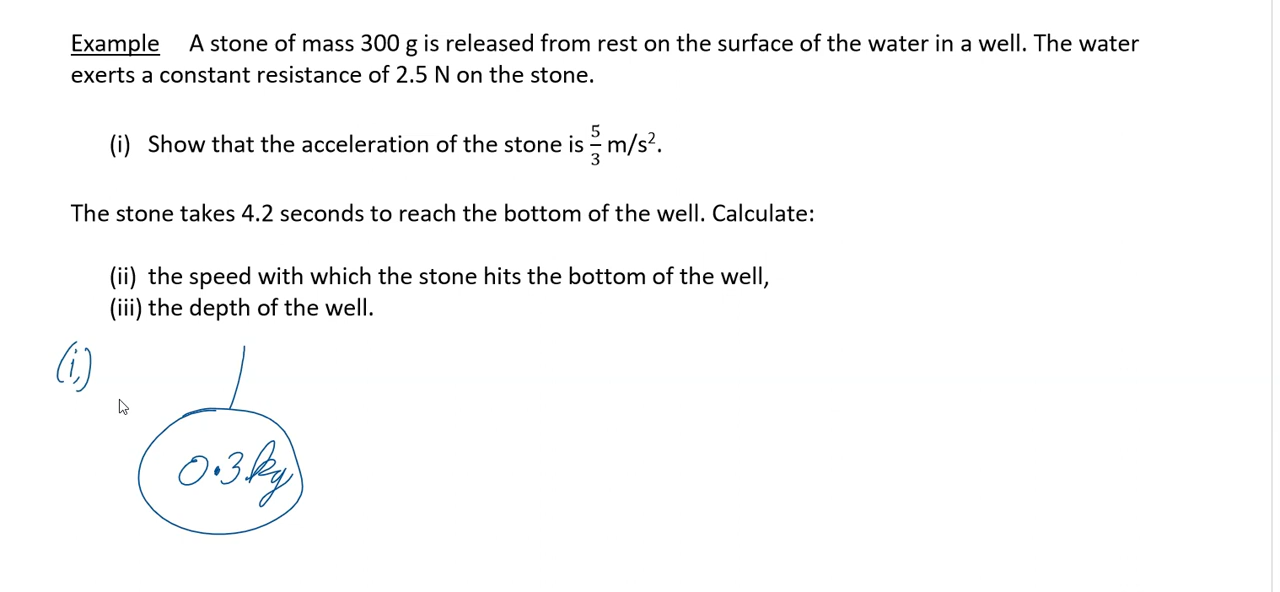 Example A stone of mass 300 g is released from rest on the surface of the water in a well. The water
exerts a constant resistance of 2.5 N on the stone.
(i) Show that the acceleration of the stone is 5/3 m/s².
The stone takes 4.2 seconds to reach the bottom of the well. Calculate:
(ii) the speed with which the stone hits the bottom of the well,
(iii) the depth of the well.
(i)
0.3kg